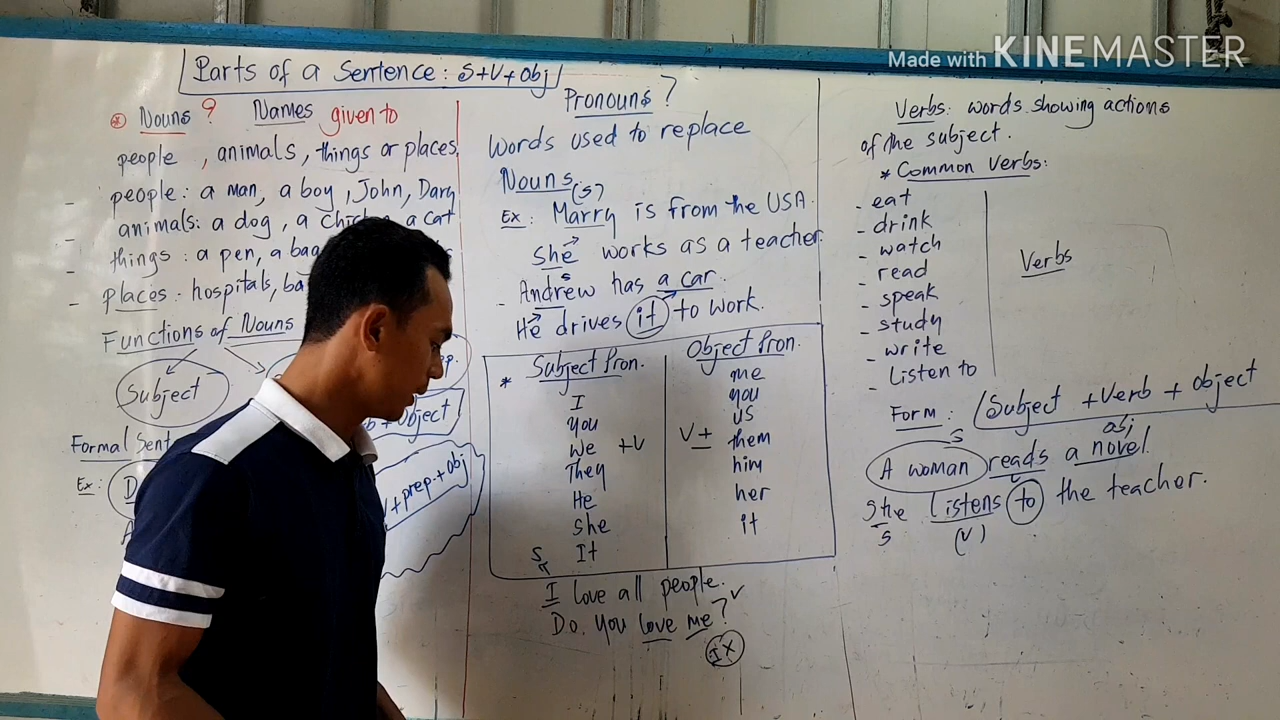 Made with KINEMASTER
Parts of a Sentence: S+V+Obj
* Nouns ? Names given to
people, animals, things or places
- people: a man, a boy, John, Dary
- animals: a dog, a a cat
- things: a pen, a
- Places: hospitals,
Functions of Nouns
Subject
+ Object
Formal
Ex:
+ prep. + Obj
Pronouns ?
Words used to replace
Nouns
(S)
Ex: Marry is from the USA.
She works as a teacher.
S
- Andrew has a car.
He drives it to work.
* Subject Pron.
I
You
We +V
They
He
She
S It
Object Pron.
me
you
us
V+ them
him
her
it
I love all people.
Do you love me? v
I X
Verbs: words showing actions
of the subject.
* Common Verbs:
- eat
- drink
- watch
- read
- speak
- study
- write
- Listen to
Verbs
Form: Subject + Verb + Object
S obj
A woman reads a novel.
V
She listens to the teacher.
S (V)